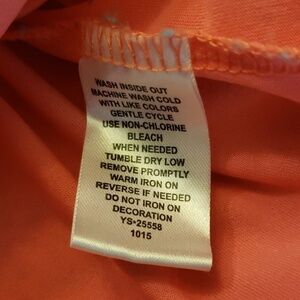 WASH INSIDE OUT
MACHINE WASH COLD
WITH LIKE COLORS
GENTLE CYCLE
USE NON-CHLORINE
BLEACH
WHEN NEEDED
TUMBLE DRY LOW
REMOVE PROMPTLY
WARM IRON ON
REVERSE IF NEEDED
DO NOT IRON ON
DECORATION
YS-25558
1015